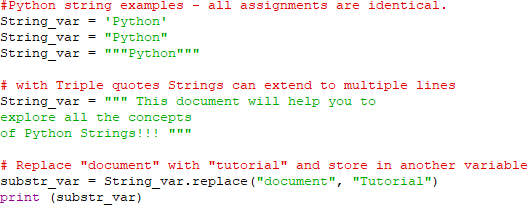 #Python string examples - all assignments are identical.
String_var = 'Python'
String_var = "Python"
String_var = """Python"""
# with Triple quotes Strings can extend to multiple lines
String_var = """ This document will help you to
explore all the concepts
of Python Strings!!! """
# Replace "document" with "tutorial" and store in another variable
substr_var = String_var.replace("document", "Tutorial")
print (substr_var)